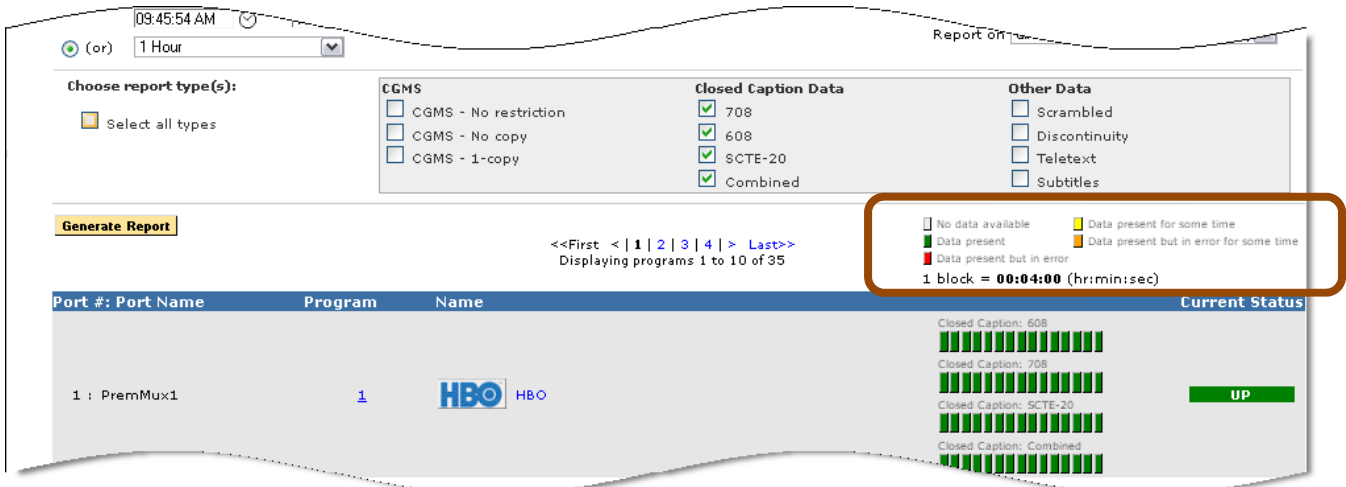 09:45:54 AM
(or) 1 Hour
Report on
Choose report type(s):
Select all types
CGMS
CGMS - No restriction
CGMS - No copy
CGMS - 1-copy
Closed Caption Data
708
608
SCTE-20
Combined
Other Data
Scrambled
Discontinuity
Teletext
Subtitles
Generate Report
<<First < | 1 | 2 | 3 | 4 | > Last>>
Displaying programs 1 to 10 of 35
No data available
Data present for some time
Data present
Data present but in error for some time
Data present but in error
1 block = 00:04:00 (hr:min:sec)
Port #: Port Name Program Name Current Status
1 : PremMux1 1 HBO HBO
Closed Caption: 608
Closed Caption: 708
Closed Caption: SCTE-20
Closed Caption: Combined
UP